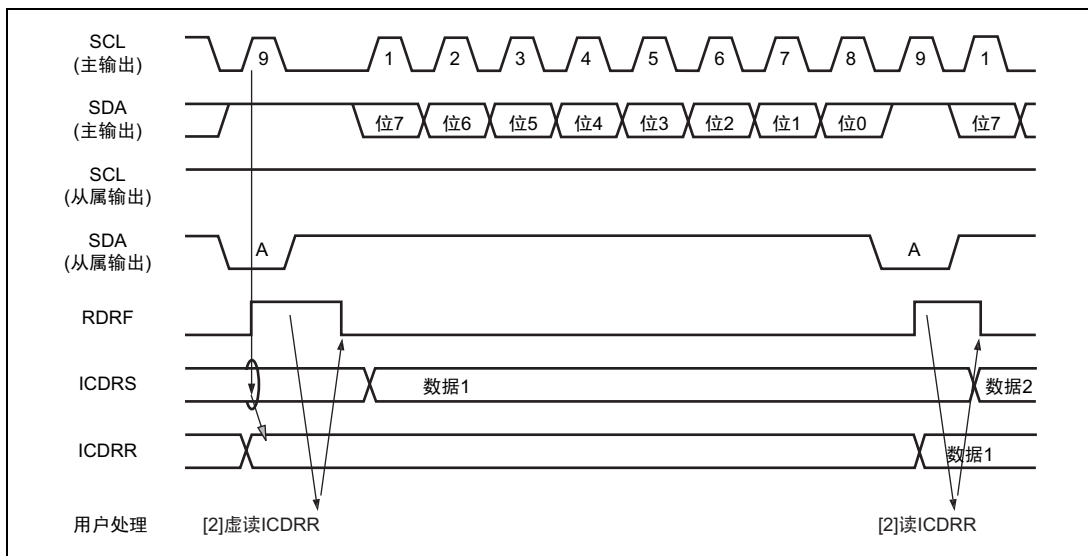 SCL
(主输出)
9 1 2 3 4 5 6 7 8 9 1
SDA
(主输出)
位7 位6 位5 位4 位3 位2 位1 位0 位7
SCL
(从属输出)
SDA
(从属输出)
A A
RDRF
ICDRS
数据1 数据2
ICDRR
数据1
用户处理 [2]虚读ICDRR [2]读ICDRR